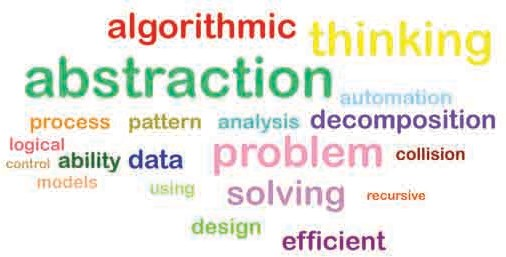 algorithmic thinking
abstraction
automation
process pattern analysis decomposition
logical
control ability data problem collision
models using solving recursive
design efficient